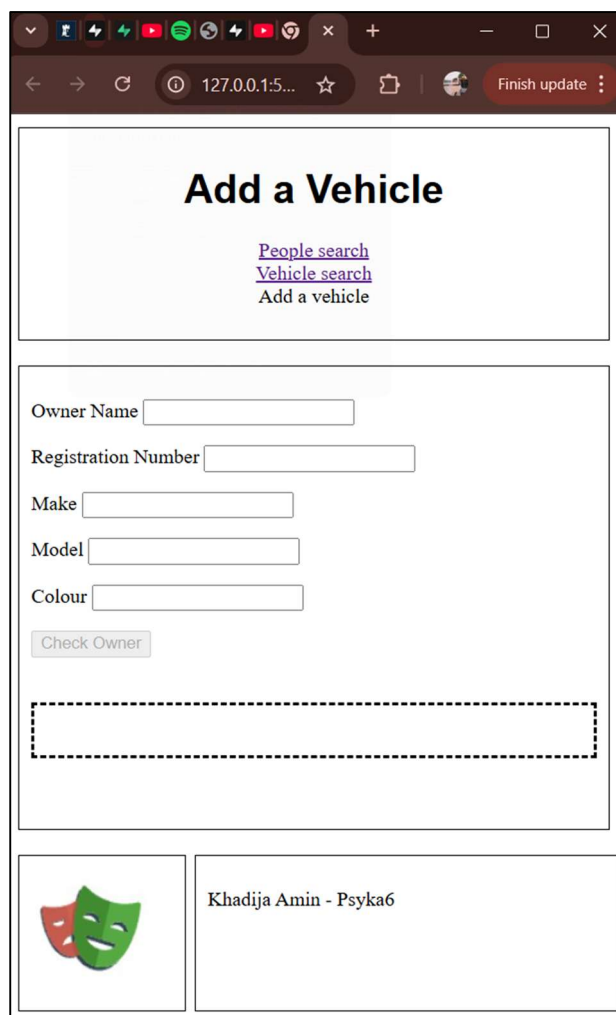 127.0.0.1:5...
Finish update
Add a Vehicle
People search
Vehicle search
Add a vehicle
Owner Name
Registration Number
Make
Model
Colour
Check Owner
Khadija Amin - Psyka6